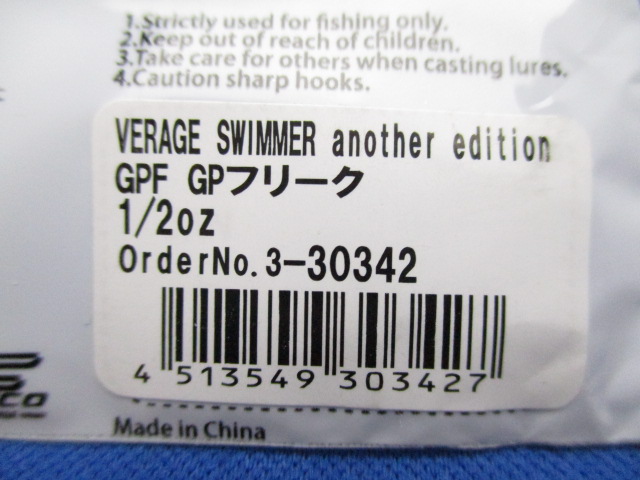 1.Strictly used for fishing only.
2.Keep out of reach of children.
3.Take care for others when casting lures.
4.Caution sharp hooks.
VERAGE SWIMMER another edition
GPF GPフリーク
1/2oz
OrderNo.3-30342
4 513549 303427
Made in China